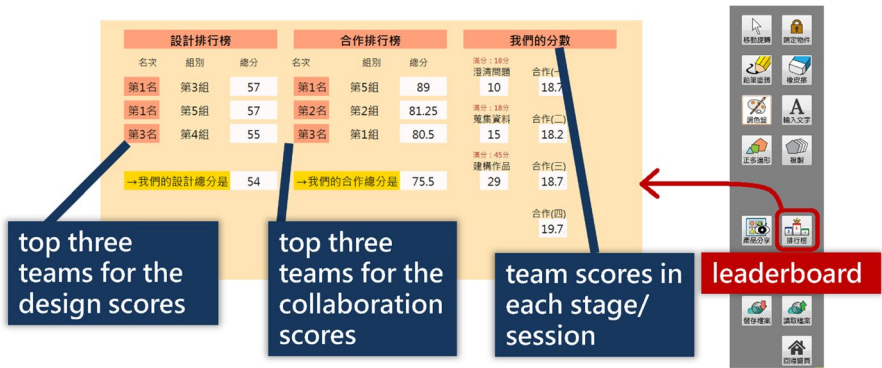 設計排行榜
名次 組別 總分
第1名 第3組 57
第1名 第5組 57
第3名 第4組 55
→我們的設計總分是 54
合作排行榜
名次 組別 總分
第1名 第5組 89
第2名 第2組 81.25
第3名 第1組 80.5
→我們的合作總分是 75.5
我們的分數
滿分：18分
澄清問題 合作(一
10 18.7
滿分：18分
蒐集資料 合作(二)
15 18.2
滿分：45分
建構作品 合作(三)
29 18.7
合作(四)
19.7
top three
teams for the
design scores
top three
teams for the
collaboration
scores
team scores in
each stage/
session
移動旋轉 鎖定物件
鉛筆塗鴉 橡皮擦
調色盤 輸入文字
A
正多邊形 複製
產品分享 排行榜
leaderboard
儲存檔案 讀取檔案
回導覽頁